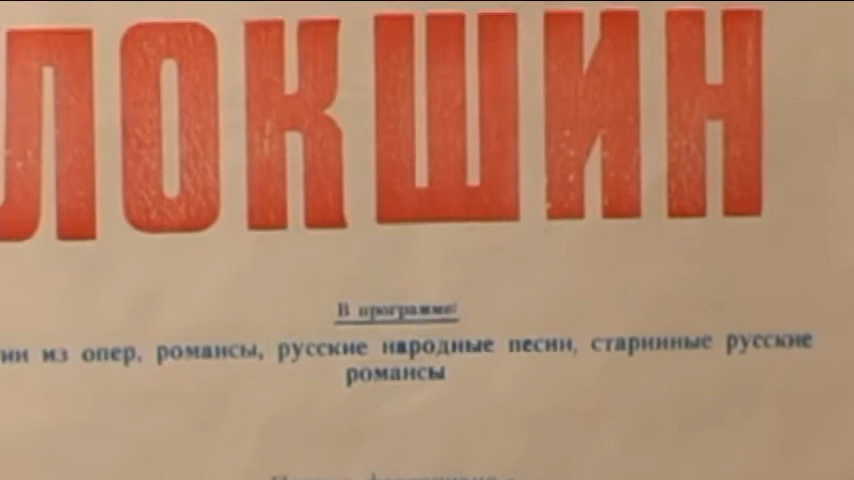 ЛОКШИН
В программе:
ии из опер, романсы, русские народные песни, старинные русские
романсы